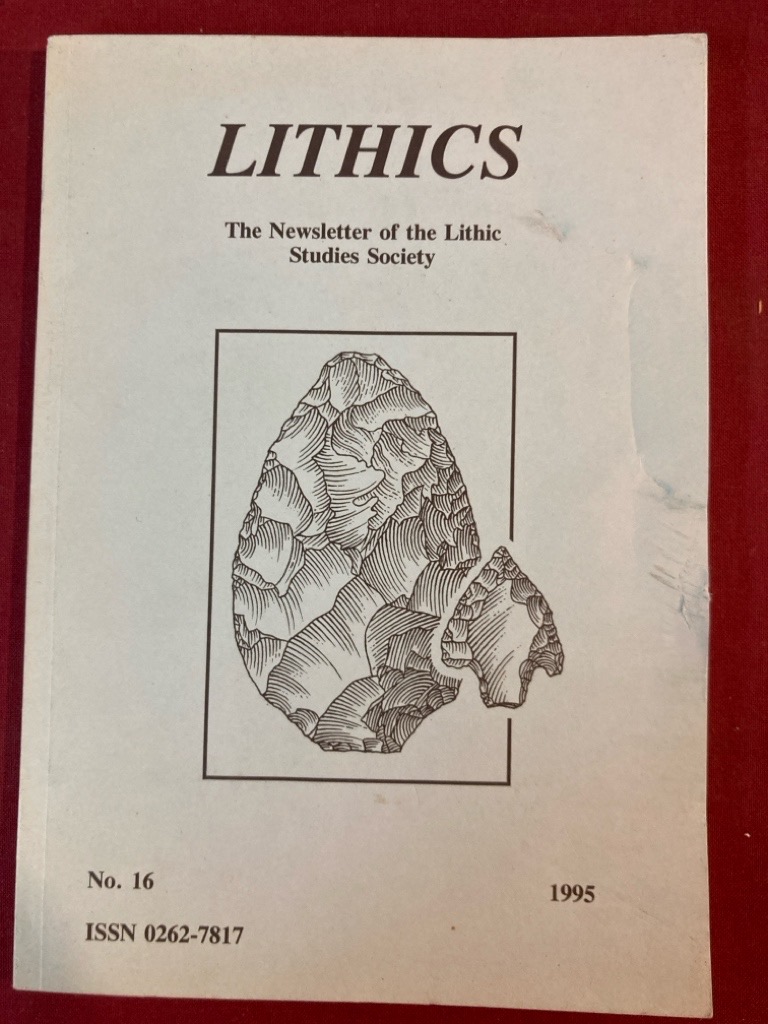 LITHICS
The Newsletter of the Lithic
Studies Society
No. 16
1995
ISSN 0262-7817